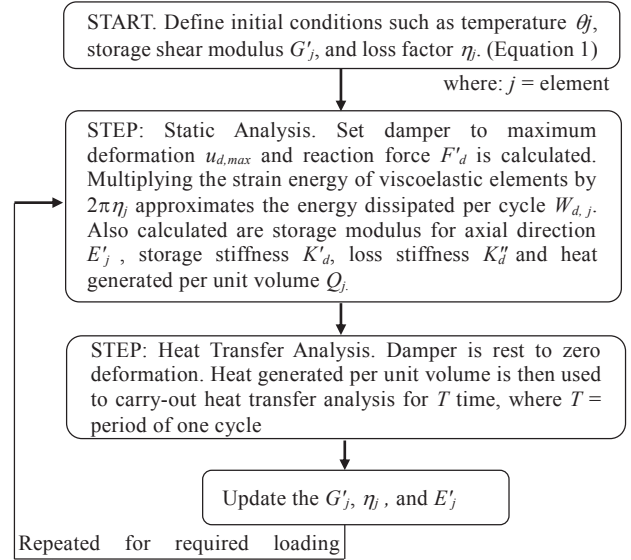 START. Define initial conditions such as temperature θj,
storage shear modulus G′j, and loss factor ηj. (Equation 1)
where: j = element
STEP: Static Analysis. Set damper to maximum
deformation ud,max and reaction force F′d is calculated.
Multiplying the strain energy of viscoelastic elements by
2πηj approximates the energy dissipated per cycle Wd, j.
Also calculated are storage modulus for axial direction
E′j , storage stiffness K′d, loss stiffness K″d and heat
generated per unit volume Qj.
STEP: Heat Transfer Analysis. Damper is rest to zero
deformation. Heat generated per unit volume is then used
to carry-out heat transfer analysis for T time, where T =
period of one cycle
Update the G′j, ηj , and E′j
Repeated for required loading